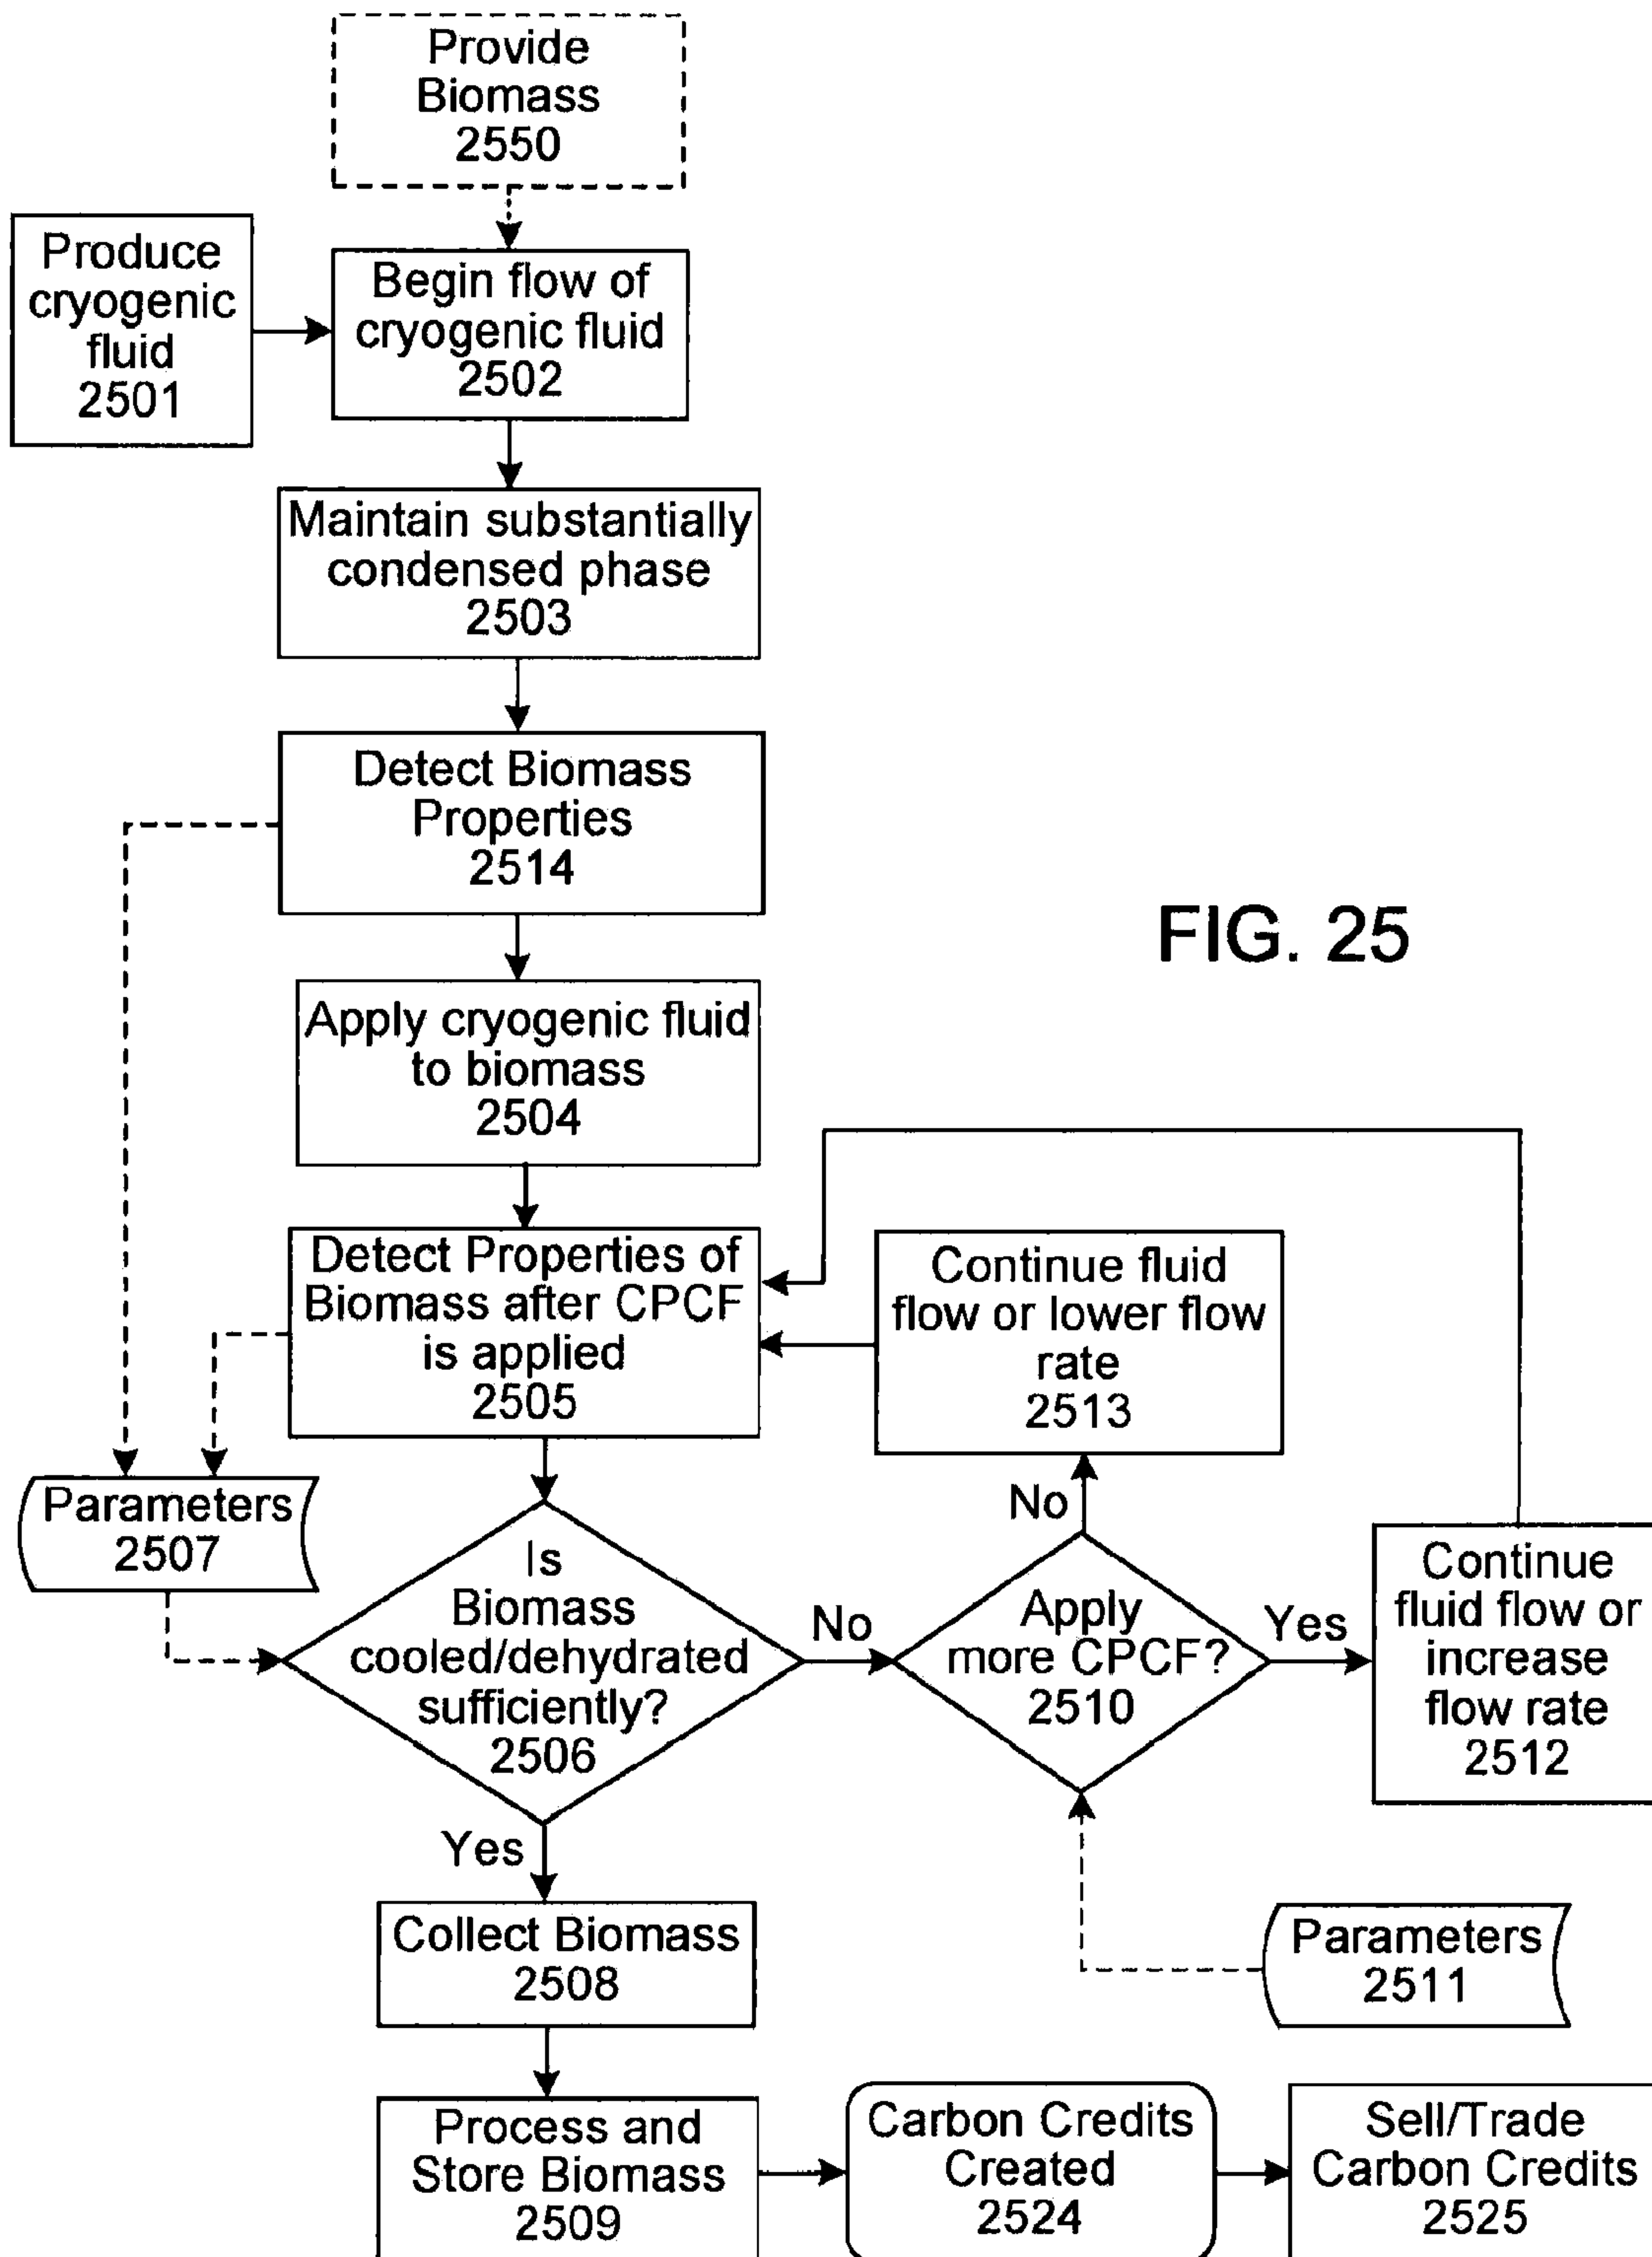 Provide
Biomass
2550
Produce
cryogenic
fluid
2501
Begin flow of
cryogenic fluid
2502
Maintain substantially
condensed phase
2503
Detect Biomass
Properties
2514
FIG. 25
Apply cryogenic fluid
to biomass
2504
Detect Properties of
Biomass after CPCF
is applied
2505
Continue fluid
flow or lower flow
rate
2513
Parameters
2507
Is
Biomass
cooled/dehydrated
sufficiently?
2506
No
Apply
more CPCF?
2510
No
Yes
Continue
fluid flow or
increase
flow rate
2512
Yes
Collect Biomass
2508
Parameters
2511
Process and
Store Biomass
2509
Carbon Credits
Created
2524
Sell/Trade
Carbon Credits
2525